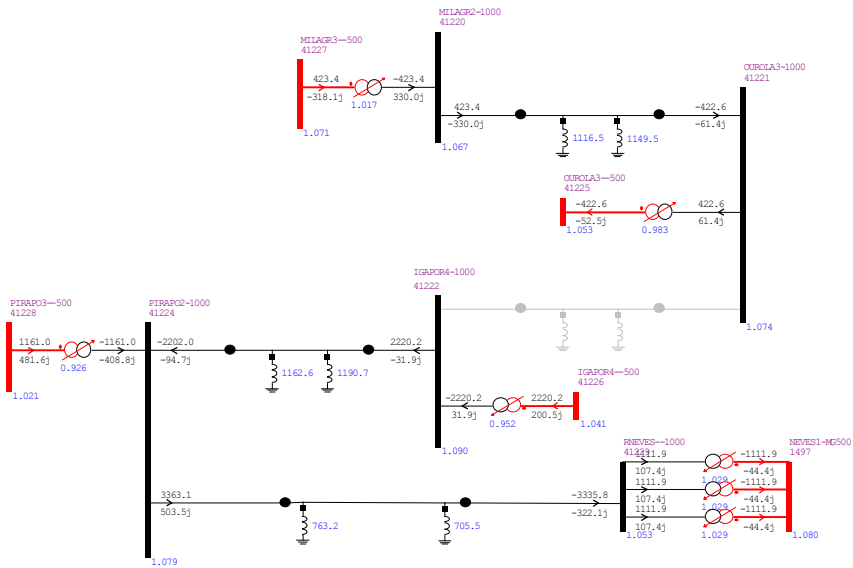 MILAGR2-1000
41220
MILAGR3--500
41227
423.4
-318.1j
1.017
-423.4
330.0j
1.071
1.067
423.4
-330.0j
1116.5
1149.5
-422.6
-61.4j
OUROLA3-1000
41221
OUROLA3--500
41225
-422.6
-52.5j
1.053
0.983
422.6
61.4j
1.074
IGAPOR4-1000
41222
PIRAPO3--500
41228
1161.0
481.6j
0.926
-1161.0
-408.8j
1.021
PIRAPO2-1000
41224
-2202.0
-94.7j
1162.6
1190.7
2220.2
-31.9j
-2220.2
31.9j
0.952
2220.2
200.5j
1.041
IGAPOR4--500
41226
1.090
3363.1
503.5j
1.079
763.2
705.5
-3335.8
-322.1j
RNEVES--1000
1.053
1111.9
107.4j
1.029
-1111.9
-44.4j
1111.9
107.4j
1.029
-1111.9
-44.4j
1111.9
107.4j
1.029
-1111.9
-44.4j
NEVES1-MG500
1497
1.080